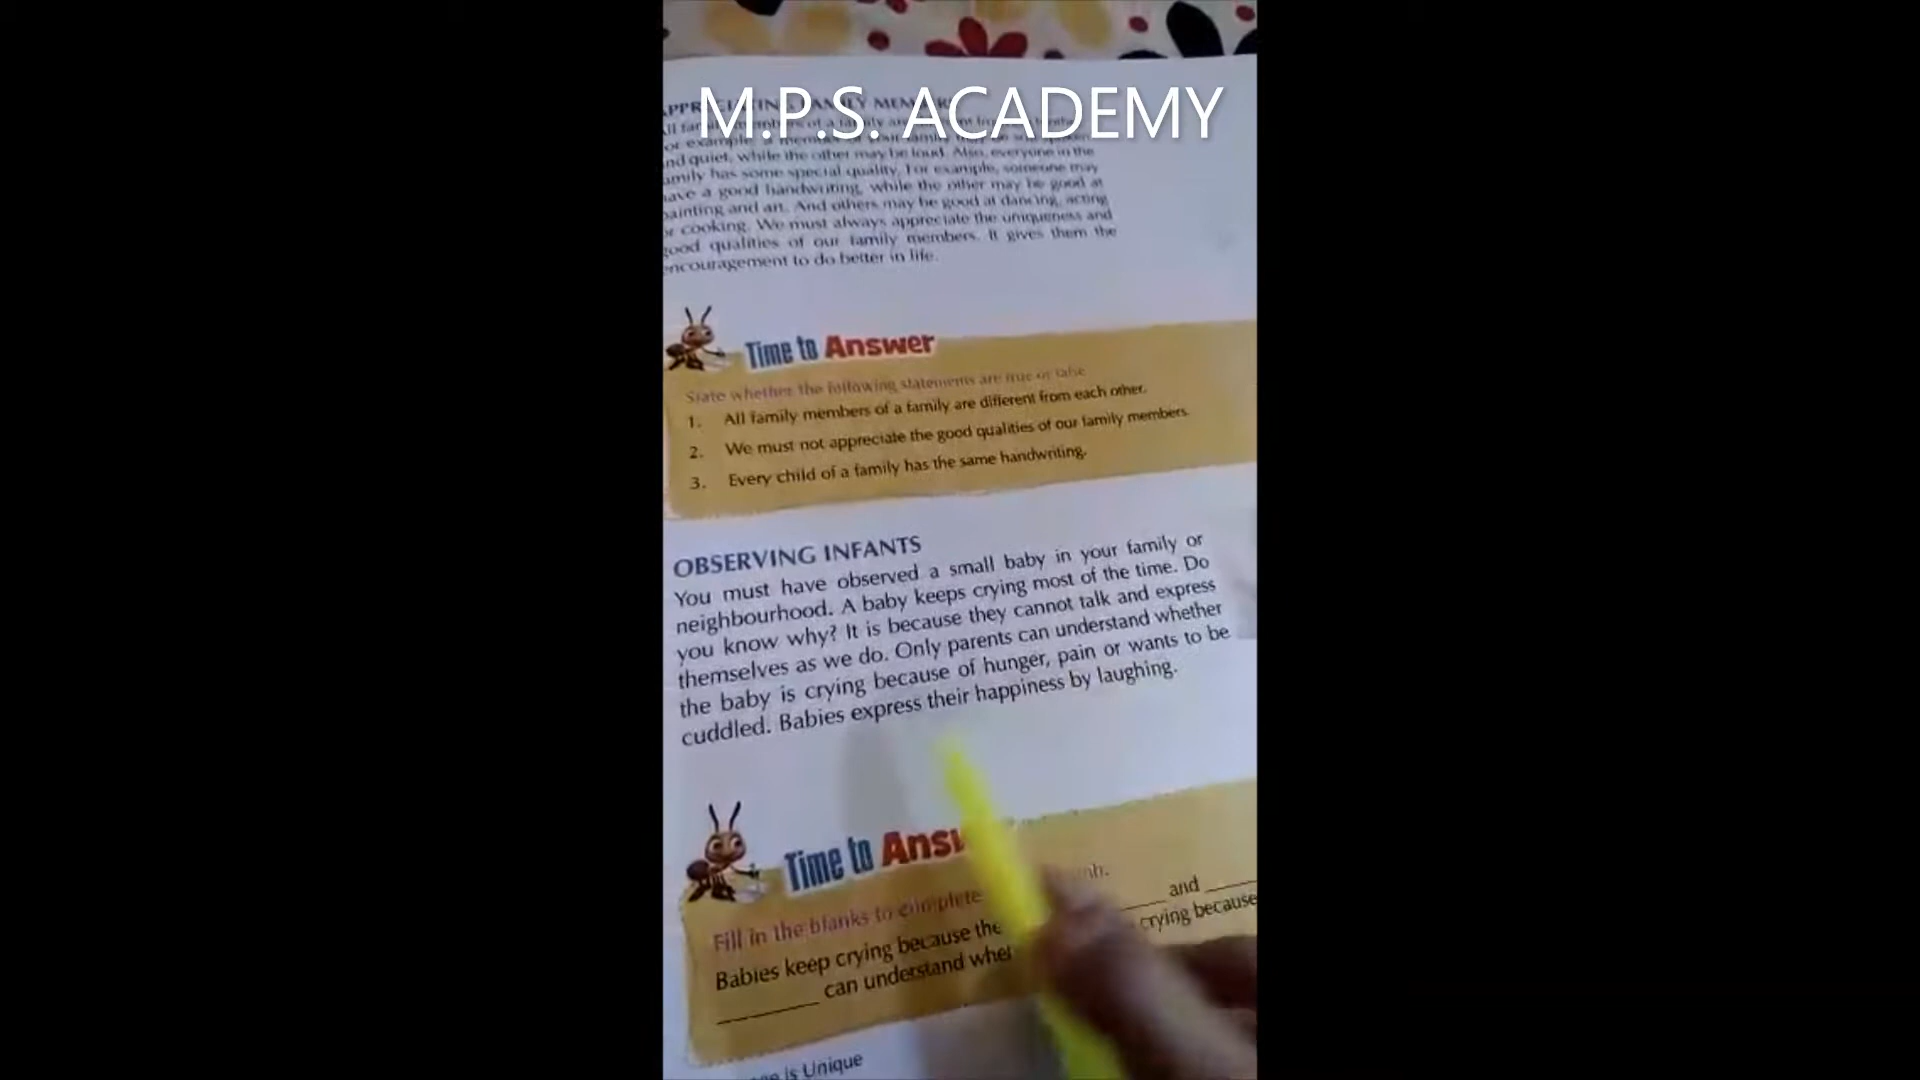 M.P.S. ACADEMY
and quiet, while the other may be loud. Also, everyone in the
family has some special quality. For example, someone may
have a good handwriting, while the other may be good at
painting and art. And others may be good at dancing, acting
or cooking. We must always appreciate the uniqueness and
good qualities of our family members. It gives them the
encouragement to do better in life.
Time to Answer
State whether the following statements are true or false
1. All family members of a family are different from each other.
2. We must not appreciate the good qualities of our family members.
3. Every child of a family has the same handwriting.
OBSERVING INFANTS
You must have observed a small baby in your family or
neighbourhood. A baby keeps crying most of the time. Do
you know why? It is because they cannot talk and express
themselves as we do. Only parents can understand whether
the baby is crying because of hunger, pain or wants to be
cuddled. Babies express their happiness by laughing.
Time to
Fill in the blanks to complete
Babies keep crying because ______ and ______
______ can understand crying because
is Unique